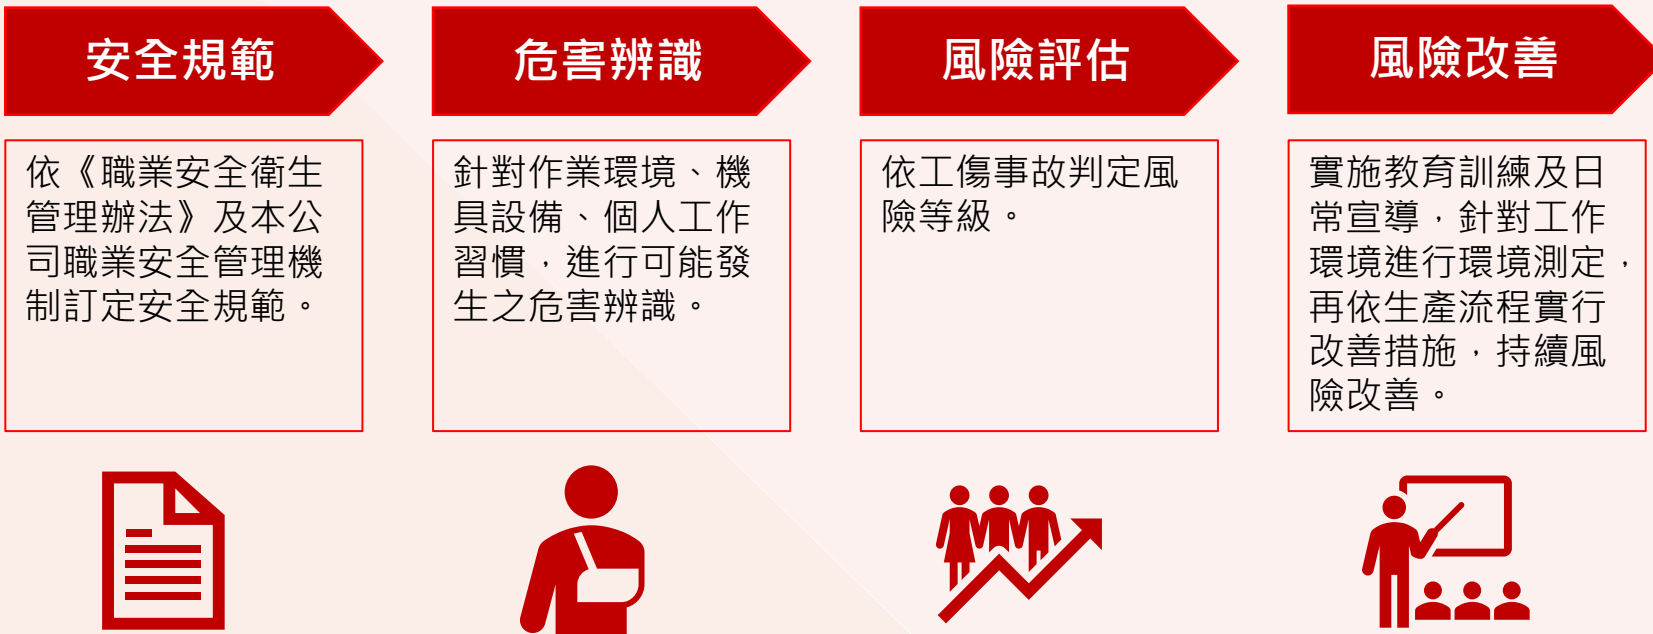 安全規範
依《職業安全衛生
管理辦法》及本公
司職業安全管理機
制訂定安全規範。
危害辨識
針對作業環境、機
具設備、個人工作
習慣，進行可能發
生之危害辨識。
風險評估
依工傷事故判定風
險等級。
風險改善
實施教育訓練及日
常宣導，針對工作
環境進行環境測定，
再依生產流程實行
改善措施，持續風
險改善。